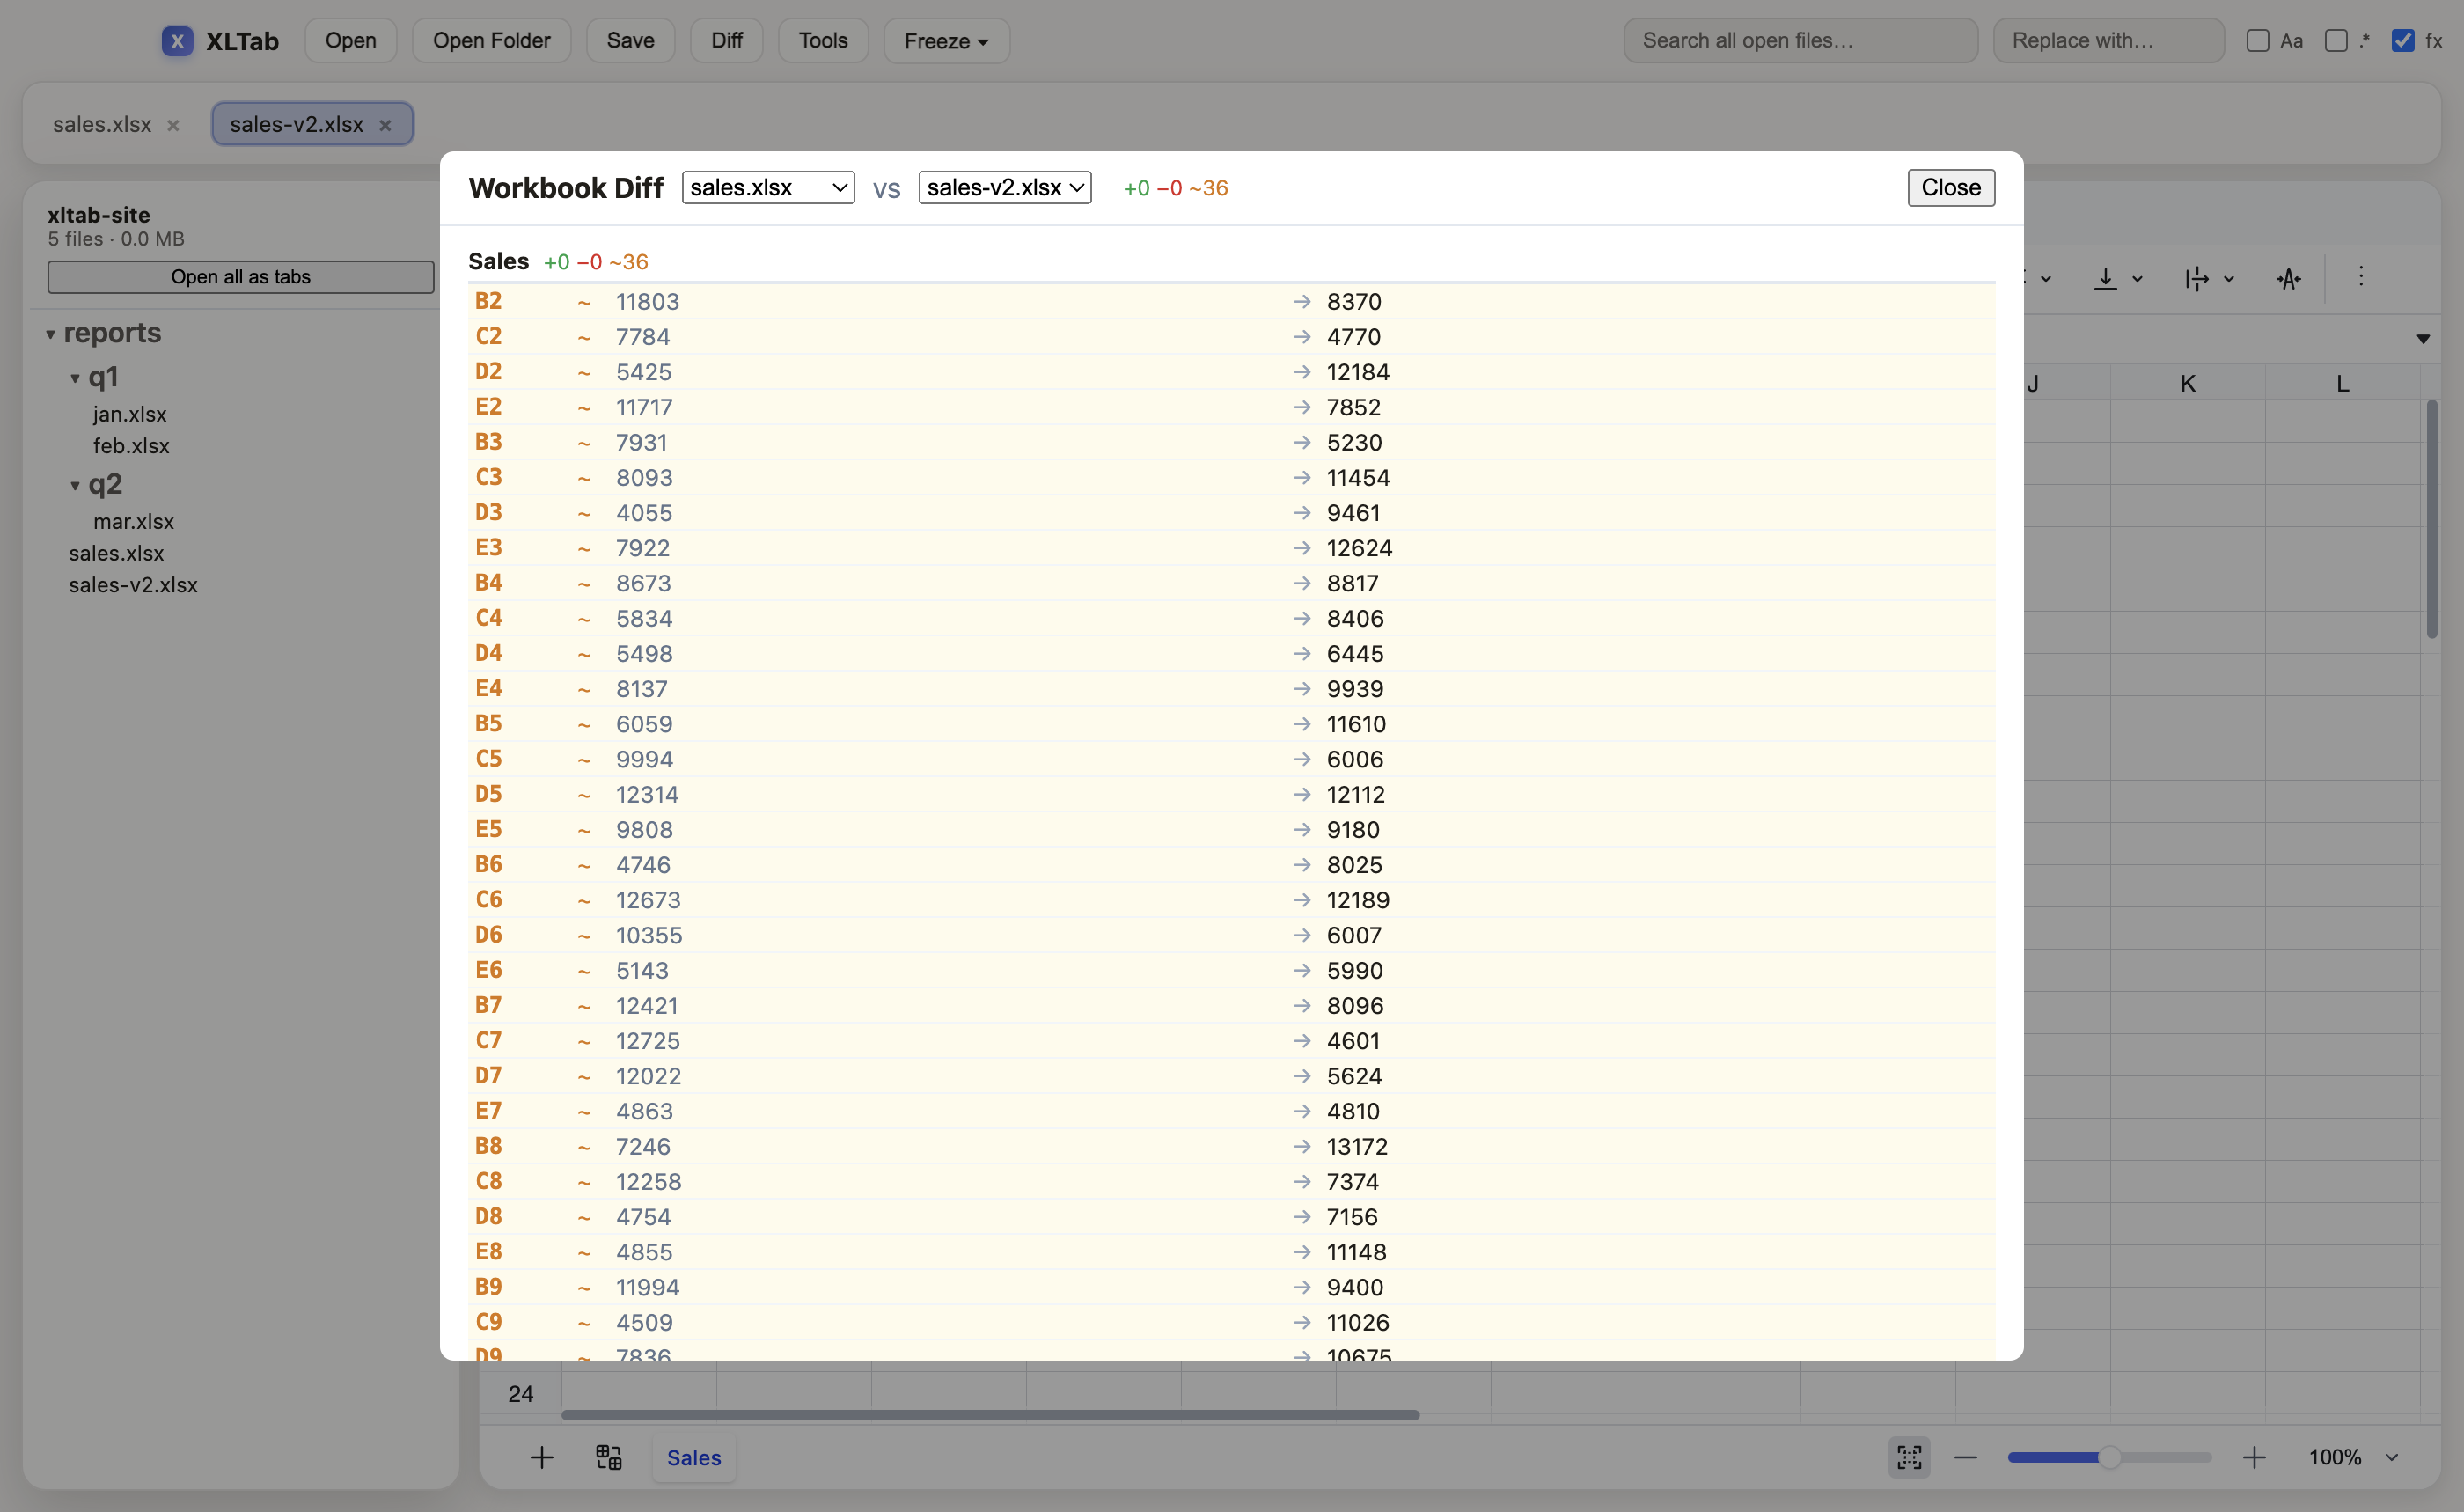 X XLTab Open Open Folder Save Diff Tools Freeze Search all open files… Replace with… Aa .* fx
sales.xlsx × sales-v2.xlsx ×
Workbook Diff sales.xlsx vs sales-v2.xlsx +0 −0 ~36 Close
xltab-site
5 files · 0.0 MB
Open all as tabs
reports
q1
jan.xlsx
feb.xlsx
q2
mar.xlsx
sales.xlsx
sales-v2.xlsx
Sales +0 −0 ~36
B2 ~ 11803 → 8370
C2 ~ 7784 → 4770
D2 ~ 5425 → 12184
E2 ~ 11717 → 7852
B3 ~ 7931 → 5230
C3 ~ 8093 → 11454
D3 ~ 4055 → 9461
E3 ~ 7922 → 12624
B4 ~ 8673 → 8817
C4 ~ 5834 → 8406
D4 ~ 5498 → 6445
E4 ~ 8137 → 9939
B5 ~ 6059 → 11610
C5 ~ 9994 → 6006
D5 ~ 12314 → 12112
E5 ~ 9808 → 9180
B6 ~ 4746 → 8025
C6 ~ 12673 → 12189
D6 ~ 10355 → 6007
E6 ~ 5143 → 5990
B7 ~ 12421 → 8096
C7 ~ 12725 → 4601
D7 ~ 12022 → 5624
E7 ~ 4863 → 4810
B8 ~ 7246 → 13172
C8 ~ 12258 → 7374
D8 ~ 4754 → 7156
E8 ~ 4855 → 11148
B9 ~ 11994 → 9400
C9 ~ 4509 → 11026
D9 ~ 7836 → 10675
J K L
24
Sales 100%